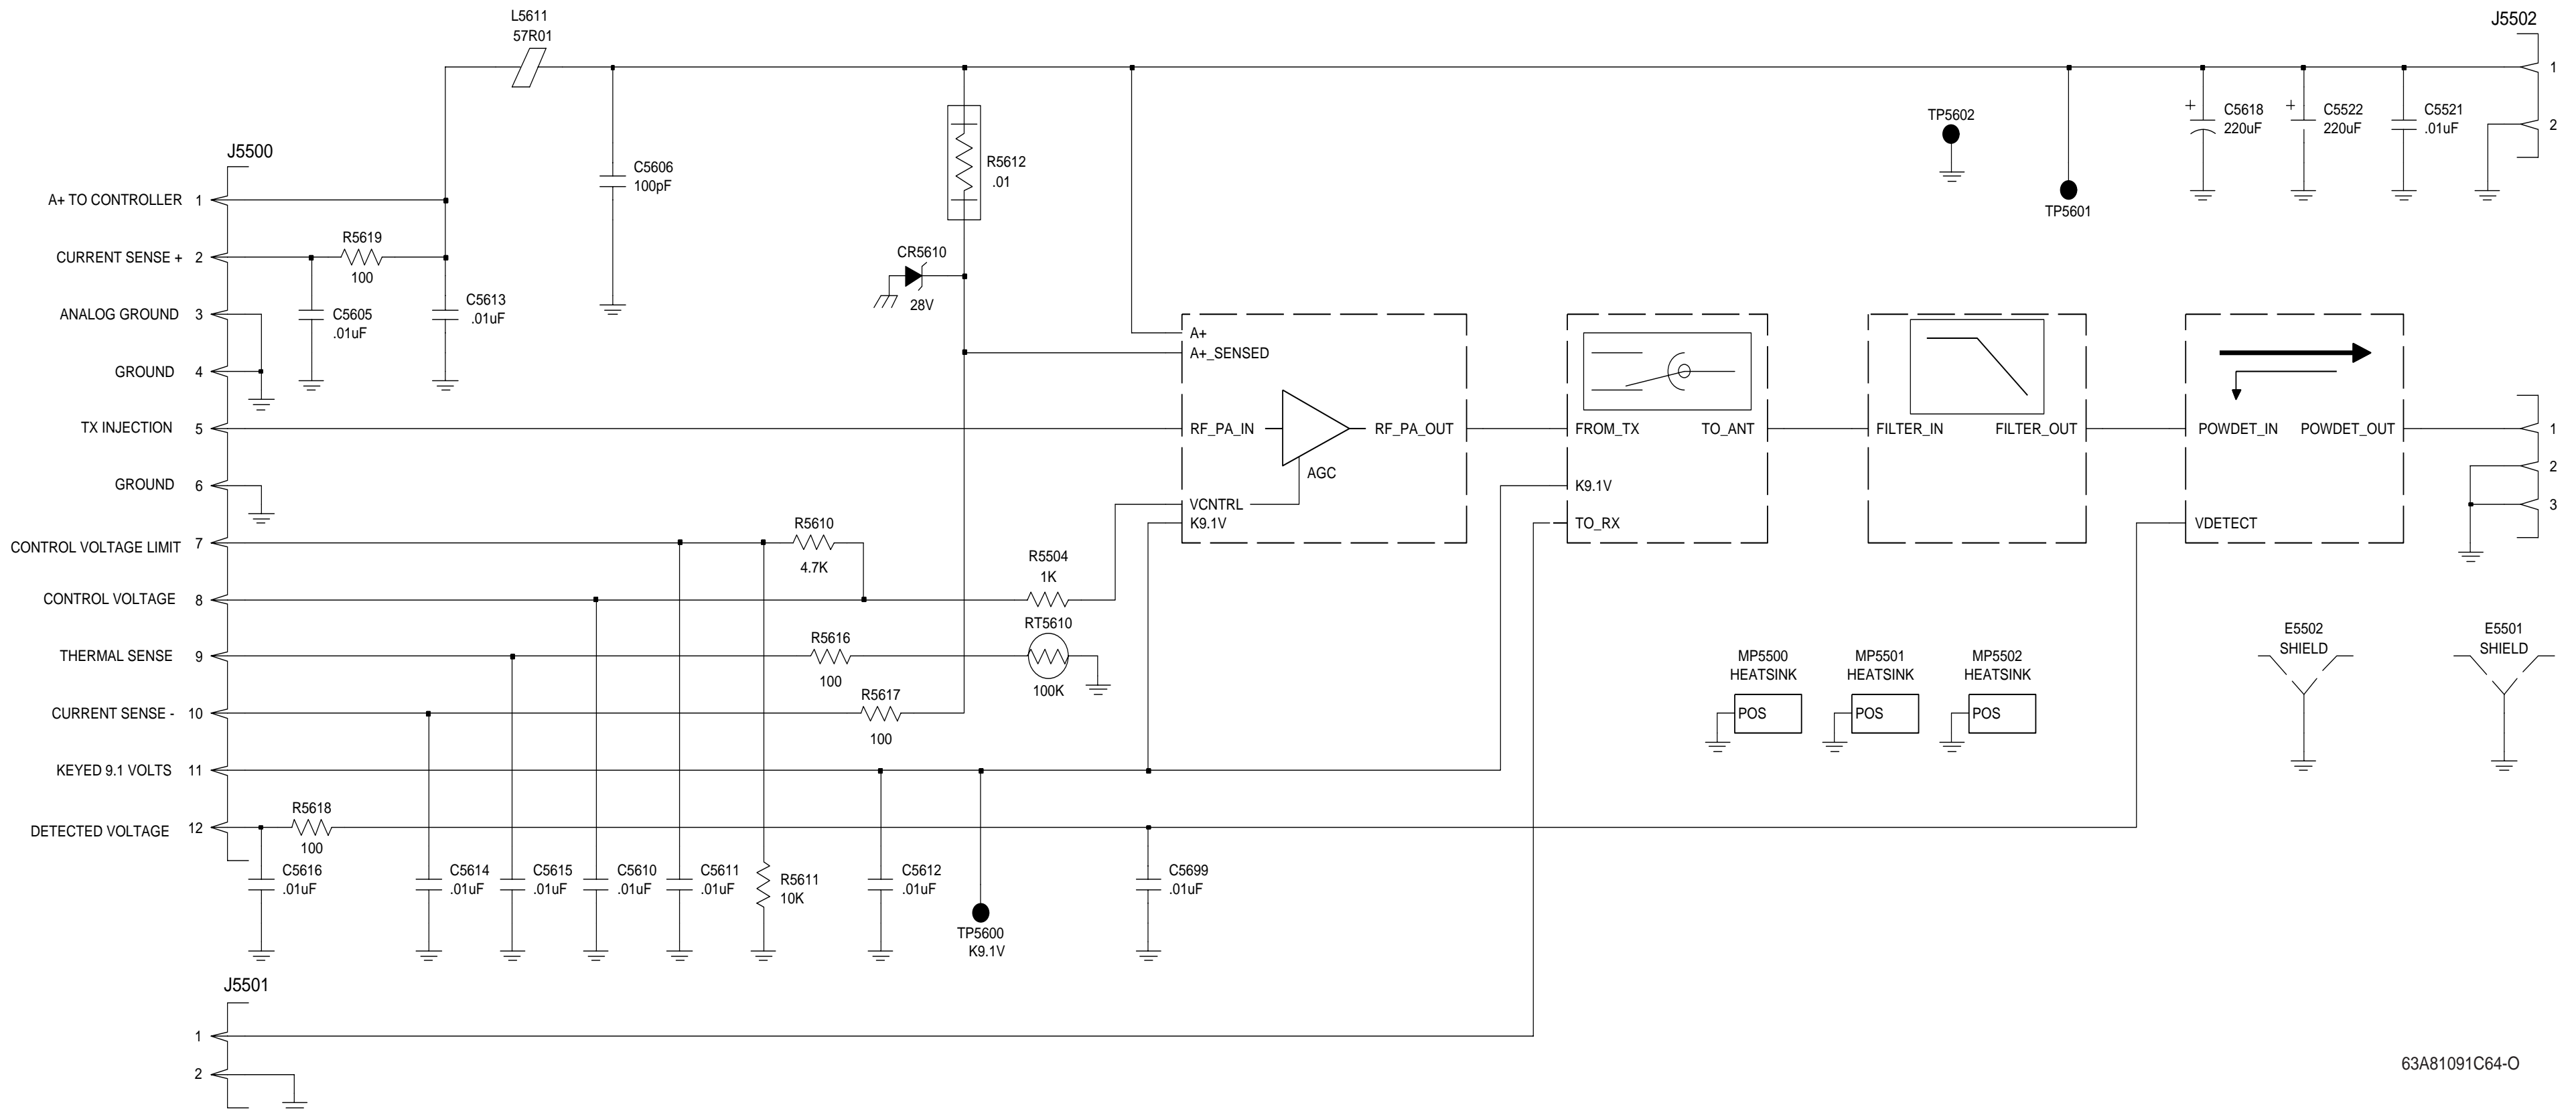 L5611
57R01
J5502
1
2
C5618
220uF
+
C5522
220uF
+
C5521
.01uF
TP5602
TP5601
J5500
C5606
100pF
R5612
.01
A+ TO CONTROLLER 1
R5619
100
CURRENT SENSE + 2
CR5610
28V
ANALOG GROUND 3
C5605
.01uF
C5613
.01uF
GROUND 4
A+
A+_SENSED
TX INJECTION 5
RF_PA_IN
RF_PA_OUT
AGC
VCNTRL
K9.1V
FROM_TX
TO_ANT
K9.1V
TO_RX
FILTER_IN
FILTER_OUT
POWDET_IN
POWDET_OUT
VDETECT
1
2
3
GROUND 6
CONTROL VOLTAGE LIMIT 7
R5610
4.7K
R5504
1K
CONTROL VOLTAGE 8
THERMAL SENSE 9
R5616
100
RT5610
100K
CURRENT SENSE - 10
R5617
100
MP5500
HEATSINK
POS
MP5501
HEATSINK
POS
MP5502
HEATSINK
POS
E5502
SHIELD
E5501
SHIELD
KEYED 9.1 VOLTS 11
DETECTED VOLTAGE 12
R5618
100
C5616
.01uF
C5614
.01uF
C5615
.01uF
C5610
.01uF
C5611
.01uF
R5611
10K
C5612
.01uF
TP5600
K9.1V
C5699
.01uF
J5501
1
2
63A81091C64-O